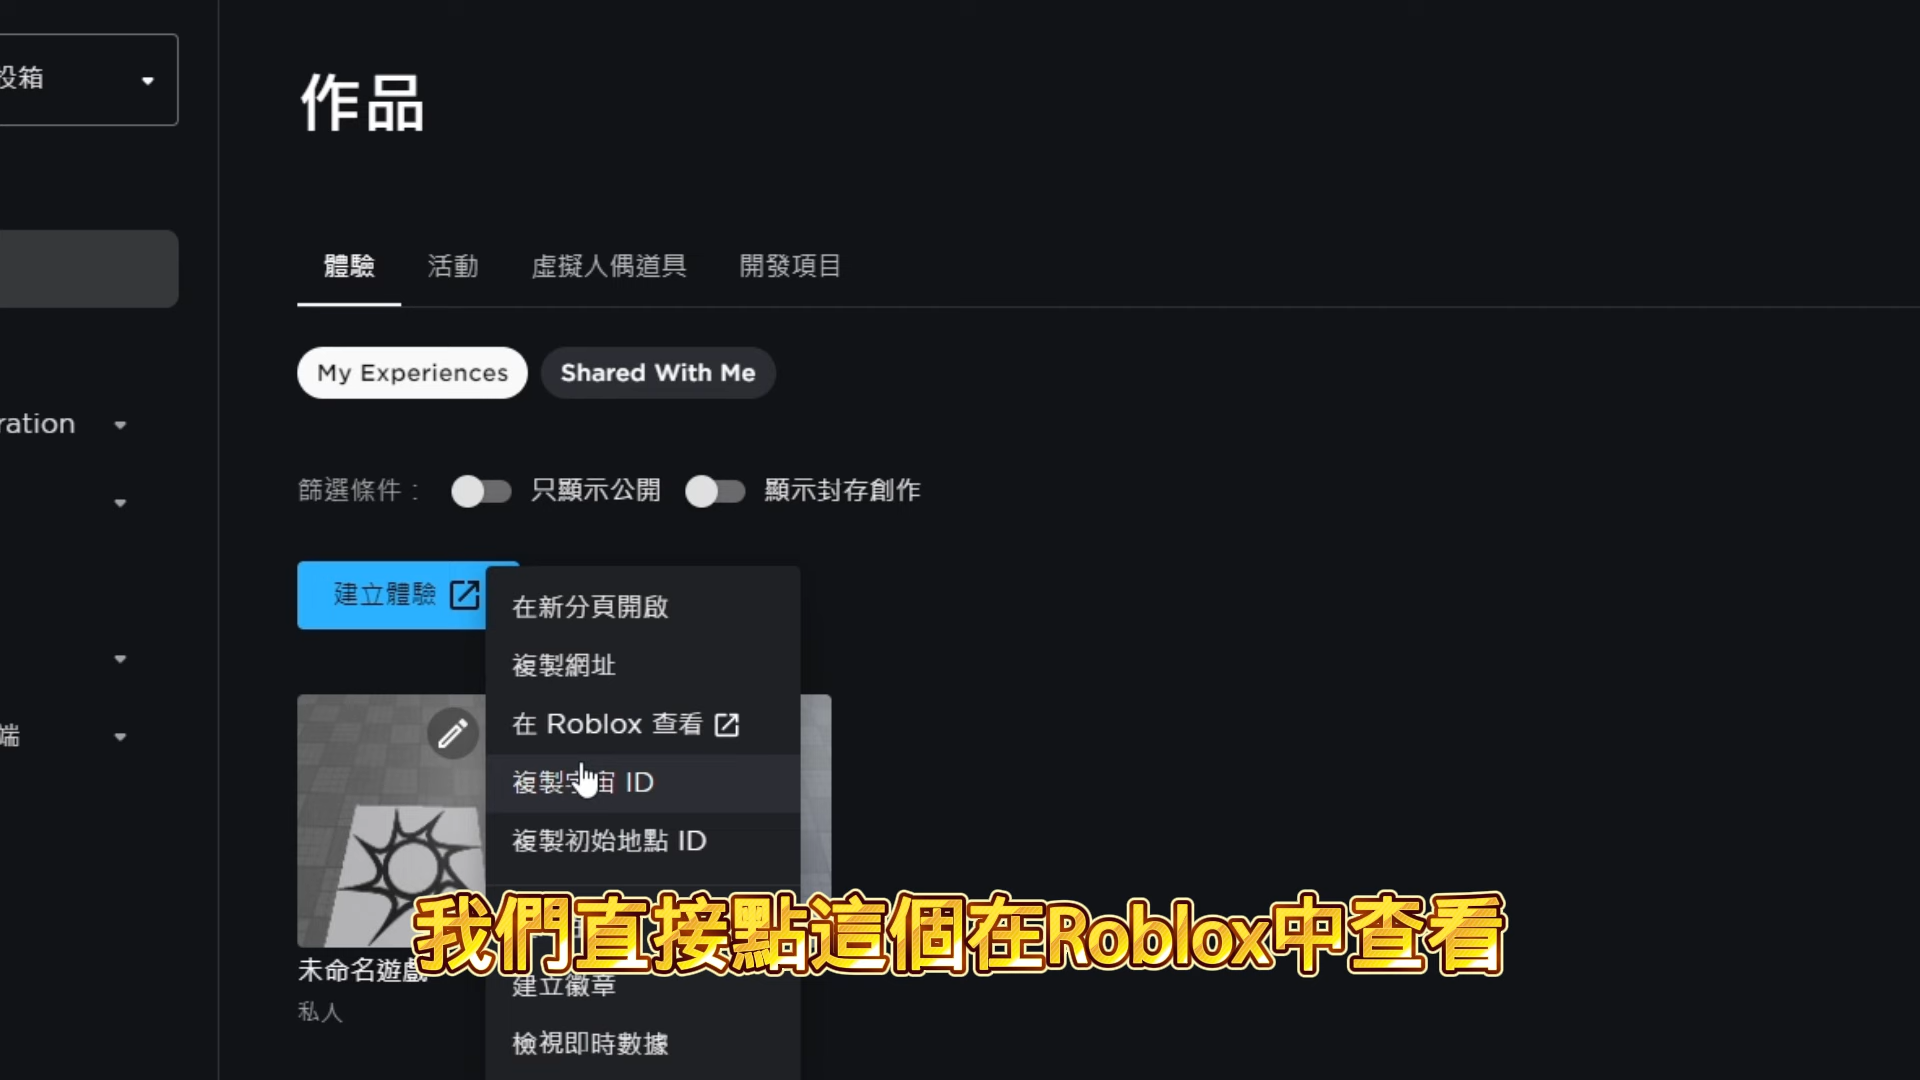 投箱
作品
體驗 活動 虛擬人偶道具 開發項目
My Experiences Shared With Me
ration
篩選條件： 只顯示公開 顯示封存創作
建立體驗
在新分頁開啟
複製網址
在 Roblox 查看
端
複製宇宙 ID
複製初始地點 ID
我們直接點這個在Roblox中查看
未命名遊戲
建立徽章
私人
檢視即時數據